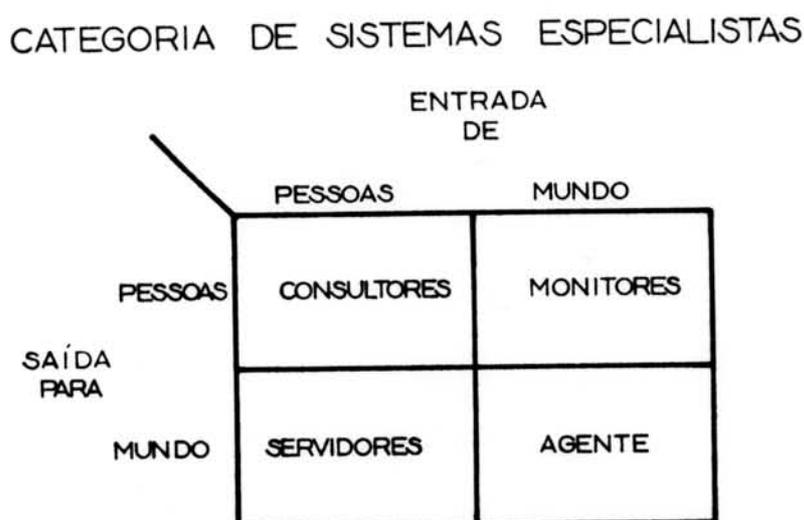 CATEGORIA DE SISTEMAS ESPECIALISTAS
ENTRADA
DE
PESSOAS MUNDO
PESSOAS CONSULTORES MONITORES
SAÍDA
PARA
MUNDO SERVIDORES AGENTE